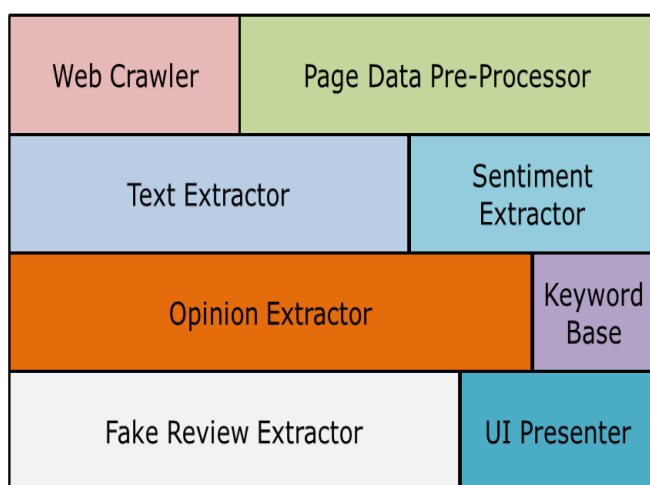 Web Crawler
Page Data Pre-Processor
Text Extractor
Sentiment
Extractor
Opinion Extractor
Keyword
Base
Fake Review Extractor
UI Presenter